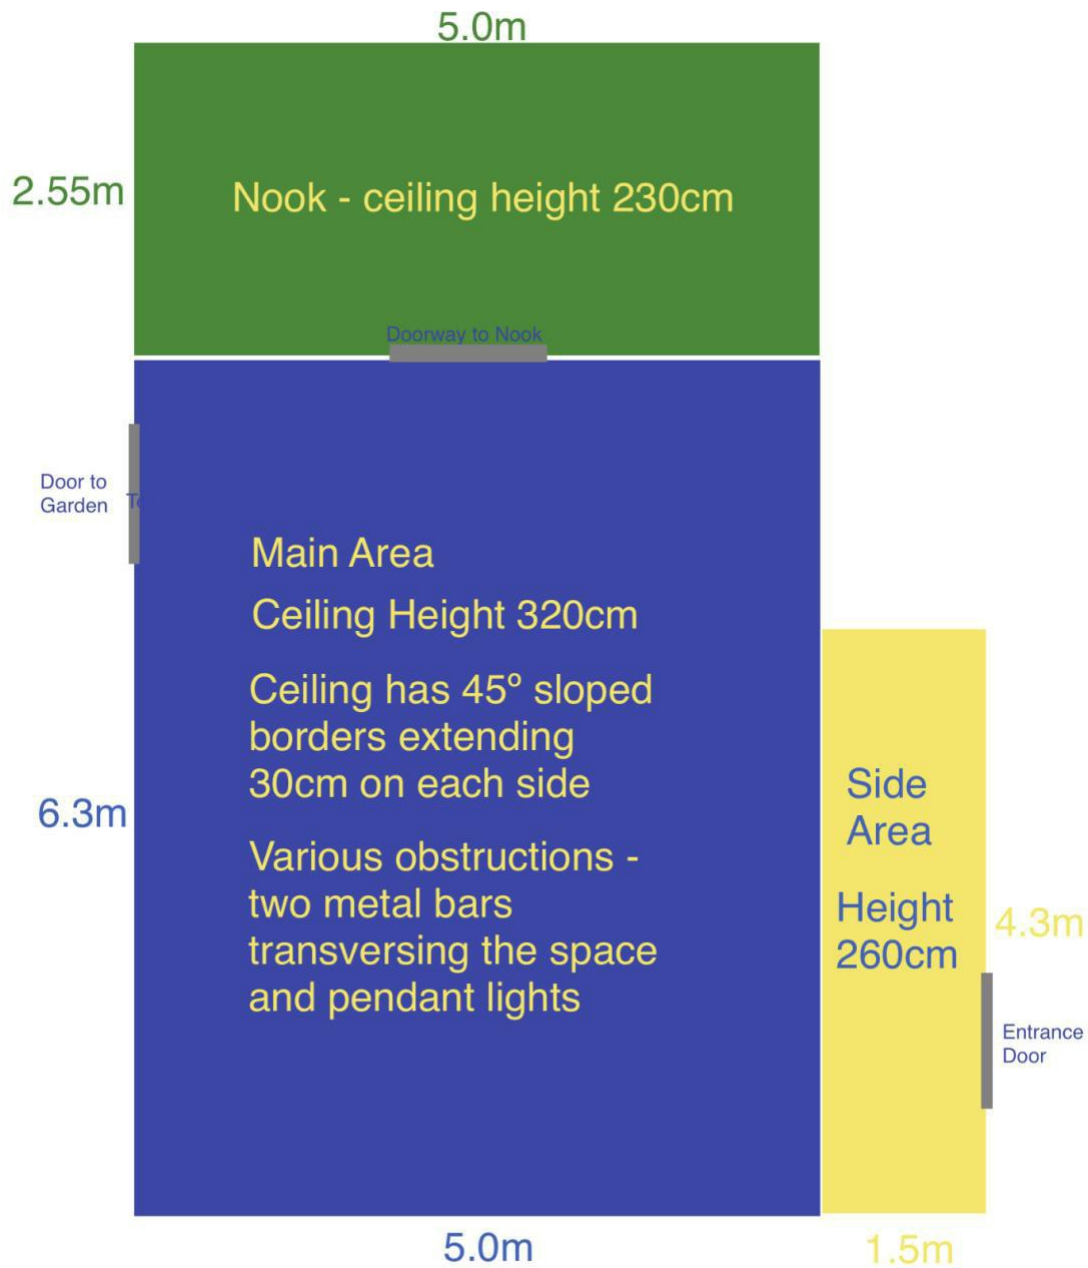 5.0m
2.55m
Nook - ceiling height 230cm
Doorway to Nook
Door to
Garden
Main Area
Ceiling Height 320cm
Ceiling has 45º sloped
borders extending
30cm on each side
6.3m
Various obstructions -
two metal bars
transversing the space
and pendant lights
Side
Area
Height
260cm
4.3m
Entrance
Door
5.0m
1.5m